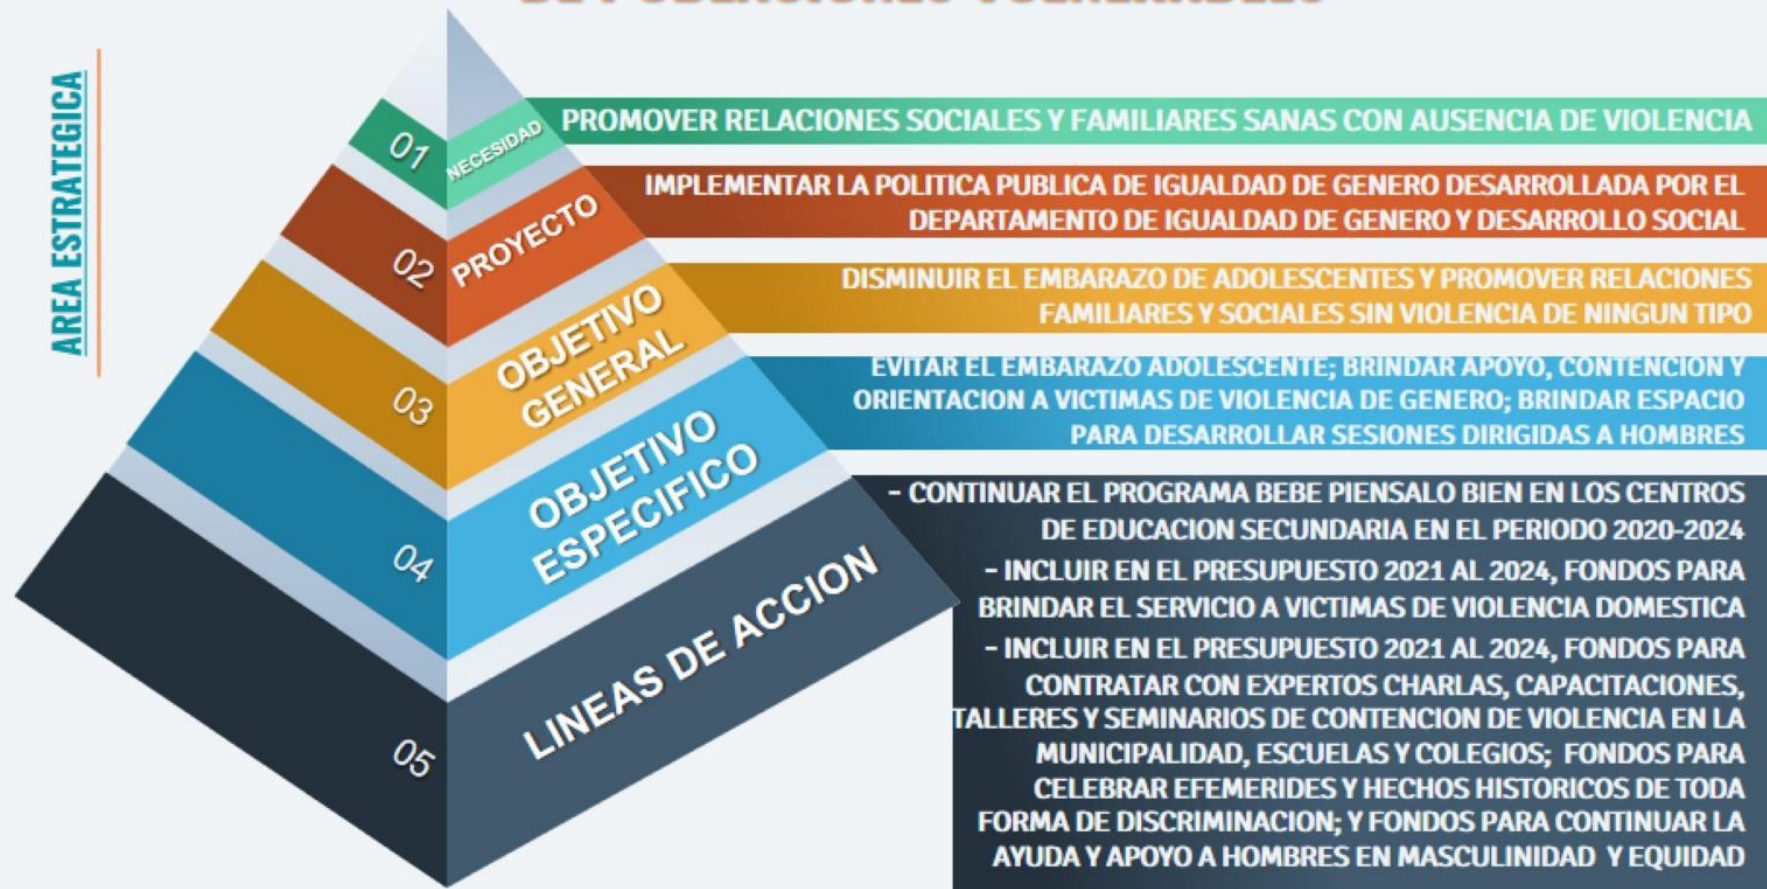 DE POBLACIONES VULNERABLES
AREA ESTRATEGICA
01
NECESIDAD
PROMOVER RELACIONES SOCIALES Y FAMILIARES SANAS CON AUSENCIA DE VIOLENCIA
02
PROYECTO
IMPLEMENTAR LA POLITICA PUBLICA DE IGUALDAD DE GENERO DESARROLLADA POR EL
DEPARTAMENTO DE IGUALDAD DE GENERO Y DESARROLLO SOCIAL
03
OBJETIVO
GENERAL
DISMINUIR EL EMBARAZO DE ADOLESCENTES Y PROMOVER RELACIONES
FAMILIARES Y SOCIALES SIN VIOLENCIA DE NINGUN TIPO
04
OBJETIVO
ESPECIFICO
EVITAR EL EMBARAZO ADOLESCENTE; BRINDAR APOYO, CONTENCION Y
ORIENTACION A VICTIMAS DE VIOLENCIA DE GENERO; BRINDAR ESPACIO
PARA DESARROLLAR SESIONES DIRIGIDAS A HOMBRES
05
LINEAS DE ACCION
- CONTINUAR EL PROGRAMA BEBE PIENSALO BIEN EN LOS CENTROS
DE EDUCACION SECUNDARIA EN EL PERIODO 2020-2024
- INCLUIR EN EL PRESUPUESTO 2021 AL 2024, FONDOS PARA
BRINDAR EL SERVICIO A VICTIMAS DE VIOLENCIA DOMESTICA
- INCLUIR EN EL PRESUPUESTO 2021 AL 2024, FONDOS PARA
CONTRATAR CON EXPERTOS CHARLAS, CAPACITACIONES,
TALLERES Y SEMINARIOS DE CONTENCION DE VIOLENCIA EN LA
MUNICIPALIDAD, ESCUELAS Y COLEGIOS; FONDOS PARA
CELEBRAR EFEMERIDES Y HECHOS HISTORICOS DE TODA
FORMA DE DISCRIMINACION; Y FONDOS PARA CONTINUAR LA
AYUDA Y APOYO A HOMBRES EN MASCULINIDAD Y EQUIDAD